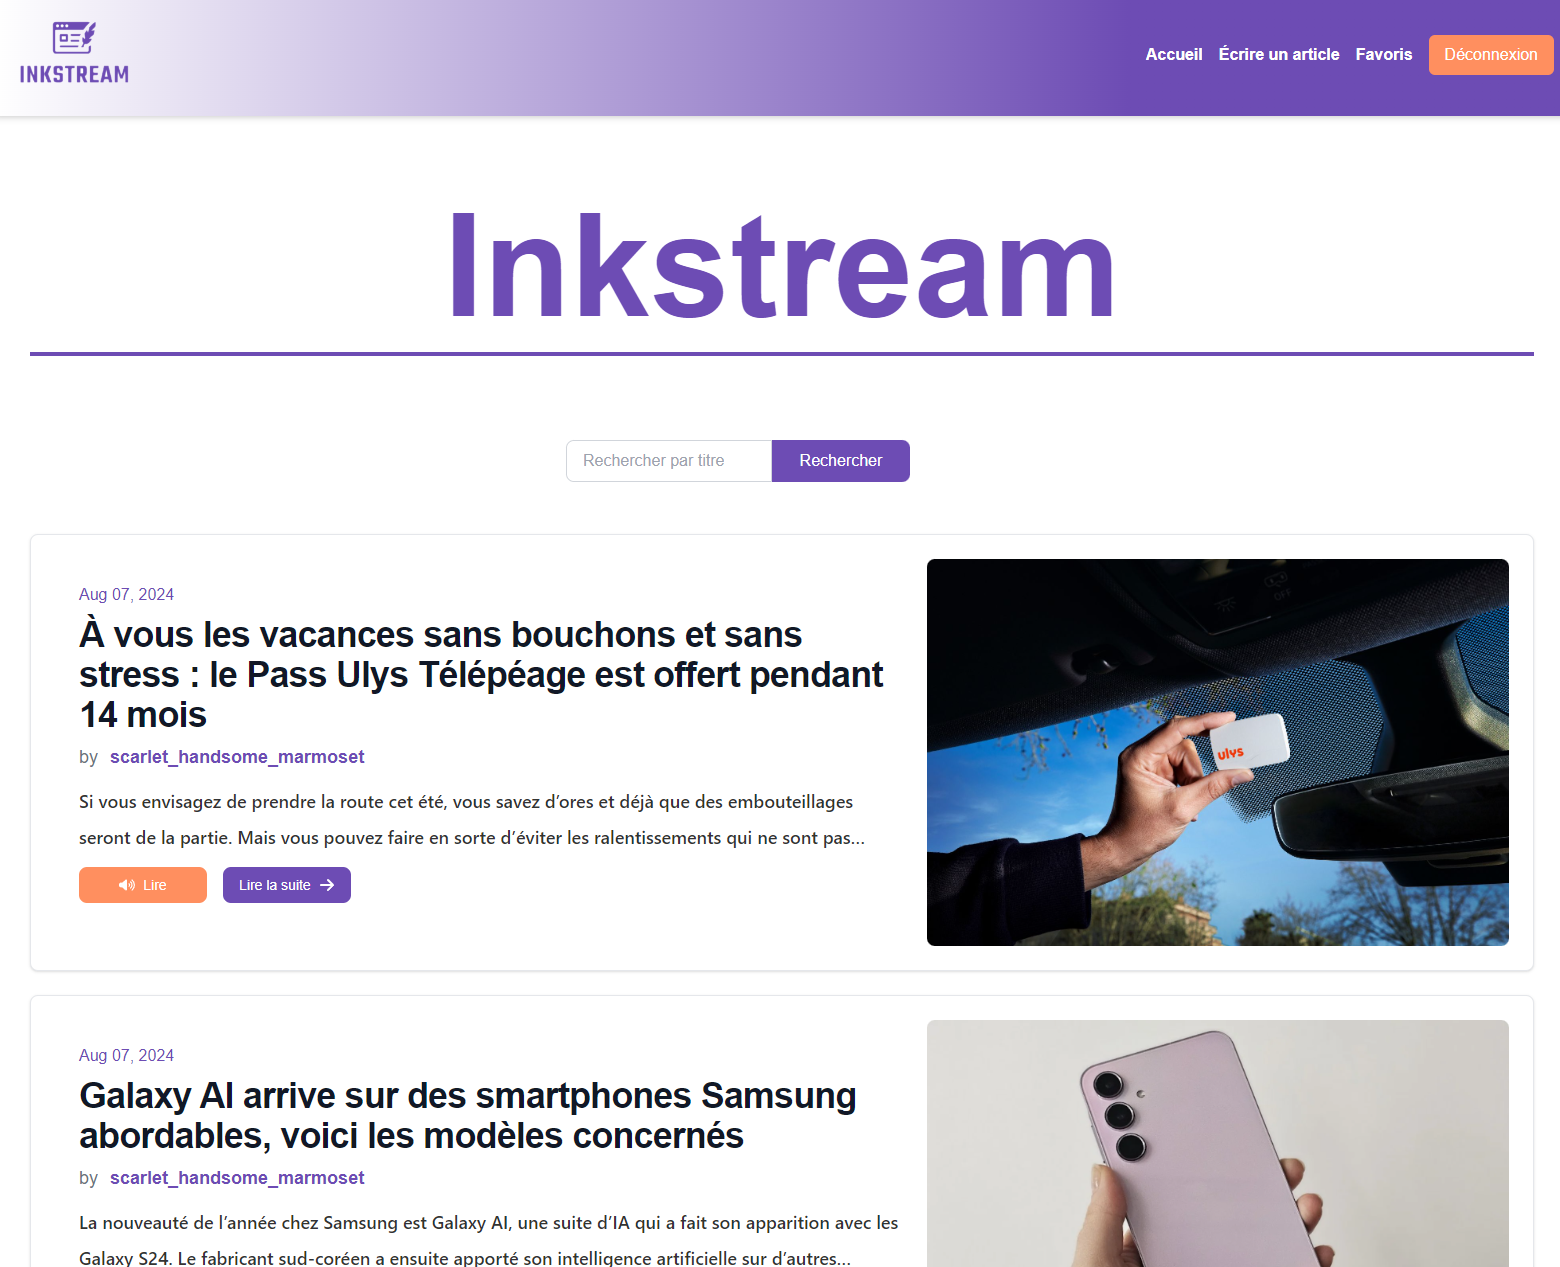 INKSTREAM
Accueil Écrire un article Favoris Déconnexion
Inkstream
Rechercher par titre Rechercher
Aug 07, 2024
À vous les vacances sans bouchons et sans
stress : le Pass Ulys Télépéage est offert pendant
14 mois
by scarlet_handsome_marmoset
Si vous envisagez de prendre la route cet été, vous savez d’ores et déjà que des embouteillages
seront de la partie. Mais vous pouvez faire en sorte d’éviter les ralentissements qui ne sont pas…
Lire Lire la suite
OFF
ulys
Aug 07, 2024
Galaxy AI arrive sur des smartphones Samsung
abordables, voici les modèles concernés
by scarlet_handsome_marmoset
La nouveauté de l’année chez Samsung est Galaxy AI, une suite d’IA qui a fait son apparition avec les
Galaxy S24. Le fabricant sud-coréen a ensuite apporté son intelligence artificielle sur d’autres…